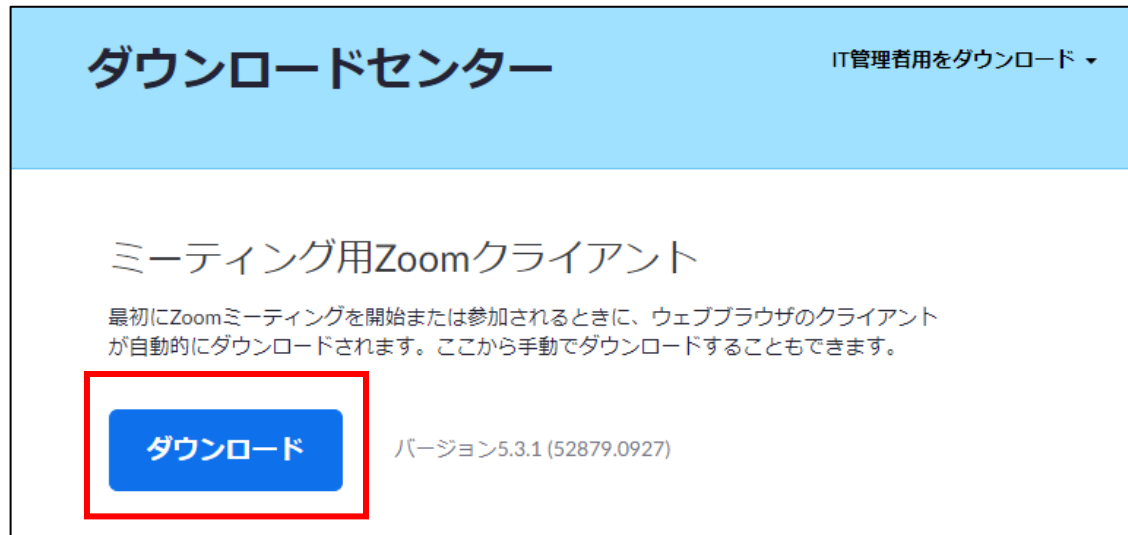 ダウンロードセンター
IT管理者用をダウンロード
ミーティング用Zoomクライアント
最初にZoomミーティングを開始または参加されるときに、ウェブブラウザのクライアント
が自動的にダウンロードされます。ここから手動でダウンロードすることもできます。
ダウンロード
バージョン5.3.1 (52879.0927)